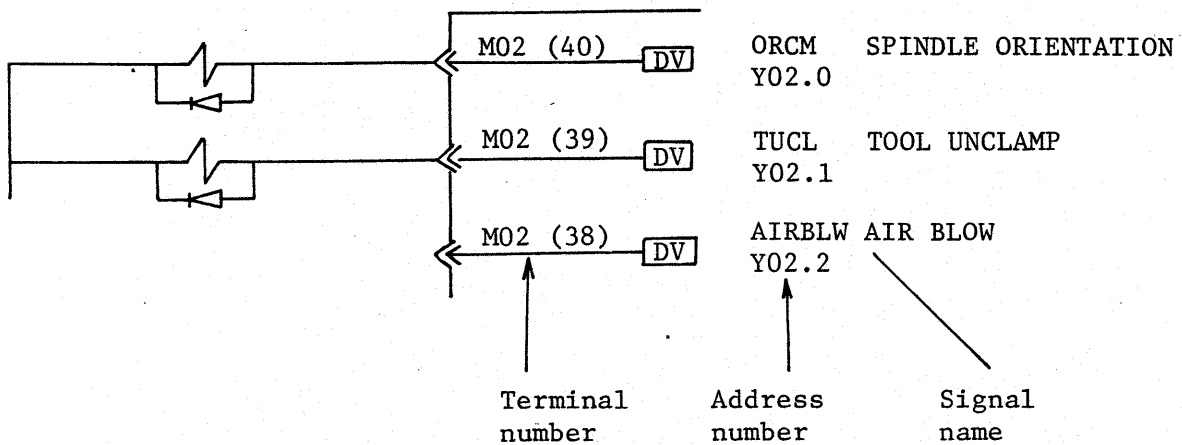 M02 (40) DV ORCM SPINDLE ORIENTATION
Y02.0
M02 (39) DV TUCL TOOL UNCLAMP
Y02.1
M02 (38) DV AIRBLW AIR BLOW
Y02.2
Terminal number
Address number
Signal name